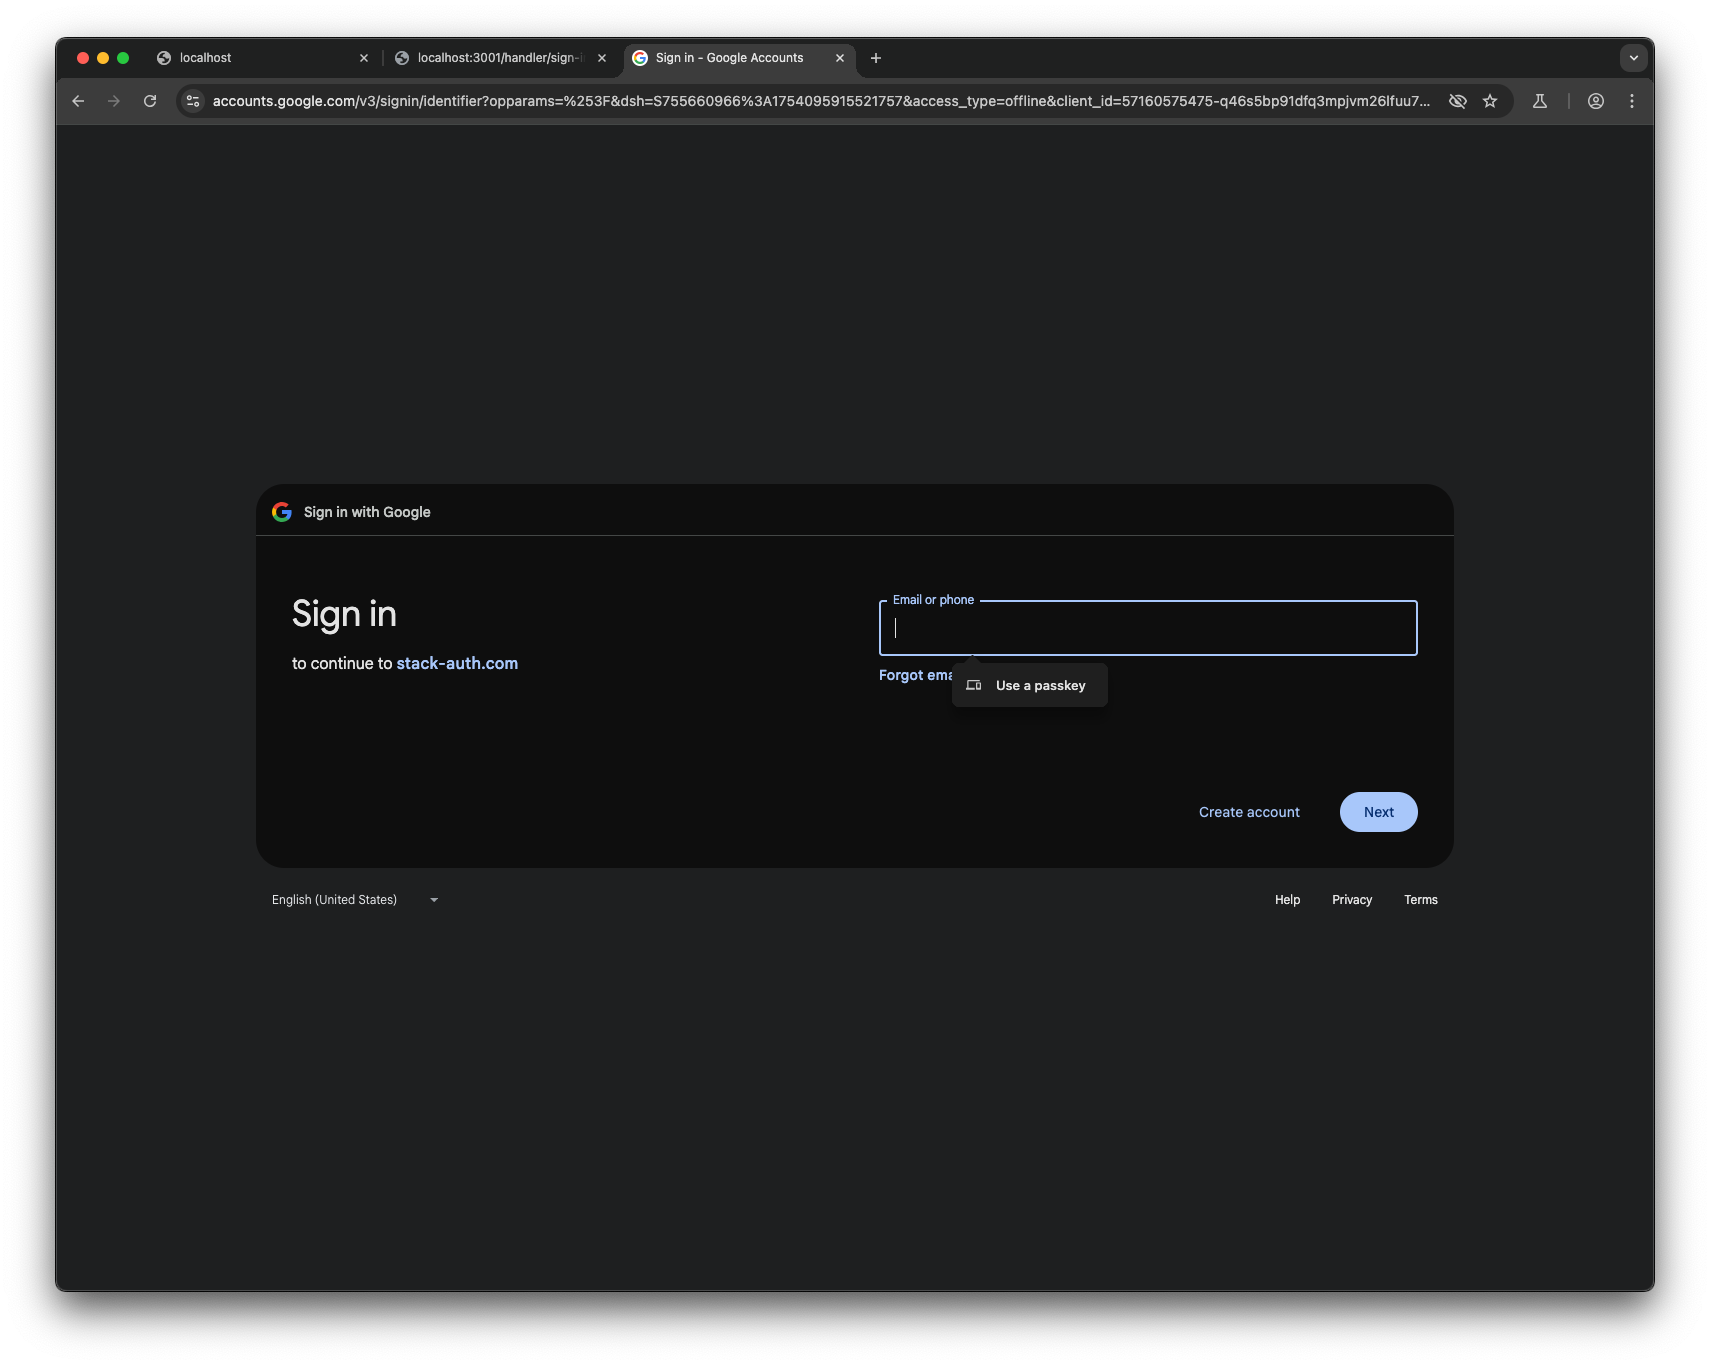 localhost
localhost:3001/handler/sign-i
Sign in - Google Accounts
accounts.google.com/v3/signin/identifier?opparams=%253F&dsh=S755660966%3A1754095915521757&access_type=offline&client_id=57160575475-q46s5bp91dfq3mpjvm26lfuu7...
Sign in with Google
Sign in
to continue to stack-auth.com
Email or phone
Forgot ema
Use a passkey
Create account
Next
English (United States)
Help
Privacy
Terms